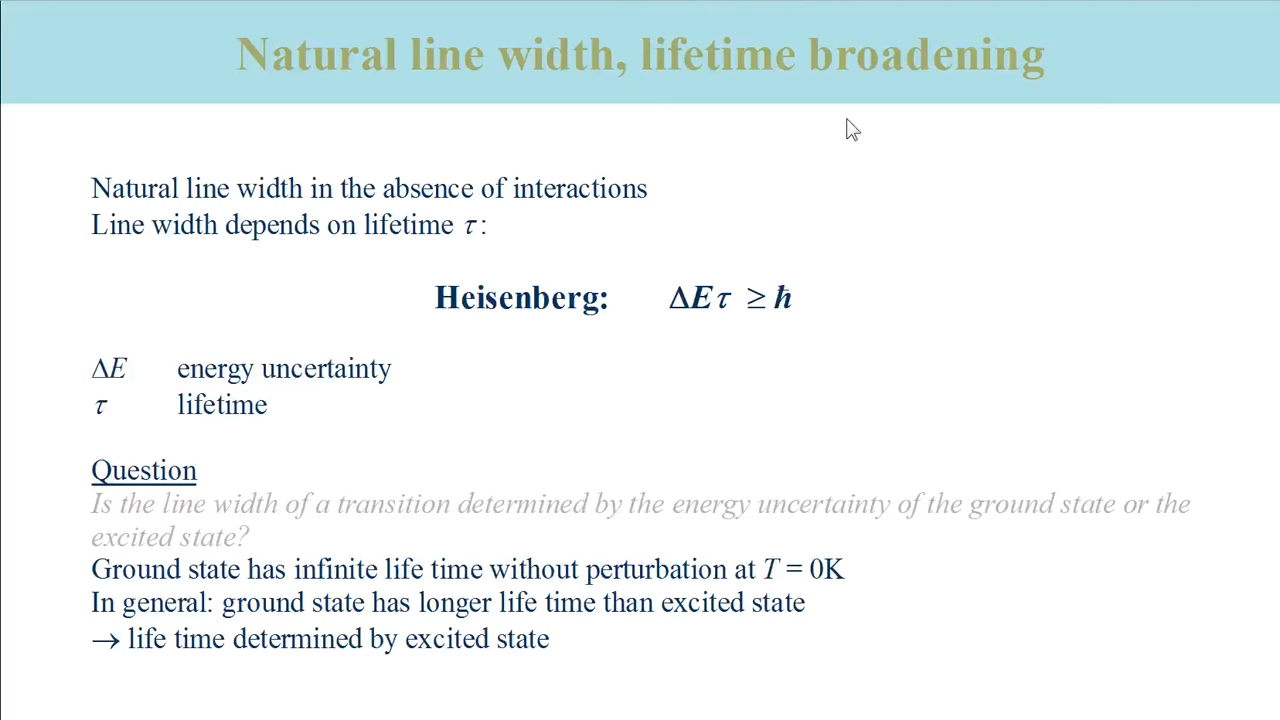 Natural line width, lifetime broadening
Natural line width in the absence of interactions
Line width depends on lifetime τ:
Heisenberg: ΔEτ ≥ ħ
ΔE energy uncertainty
τ lifetime
Question
Is the line width of a transition determined by the energy uncertainty of the ground state or the
excited state?
Ground state has infinite life time without perturbation at T = 0K
In general: ground state has longer life time than excited state
→ life time determined by excited state